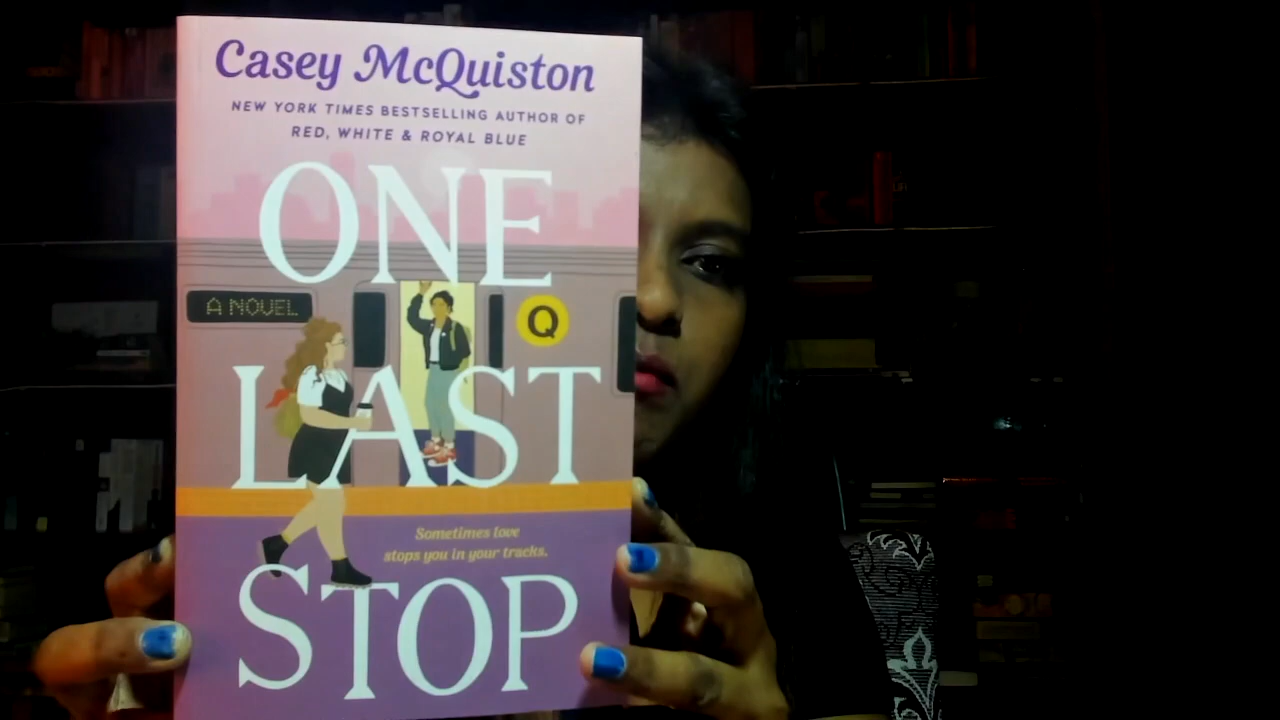 Casey McQuiston
NEW YORK TIMES BESTSELLING AUTHOR OF
RED, WHITE & ROYAL BLUE
ONE
A NOVEL
Q
LAST
Sometimes love
stops you in your tracks.
STOP